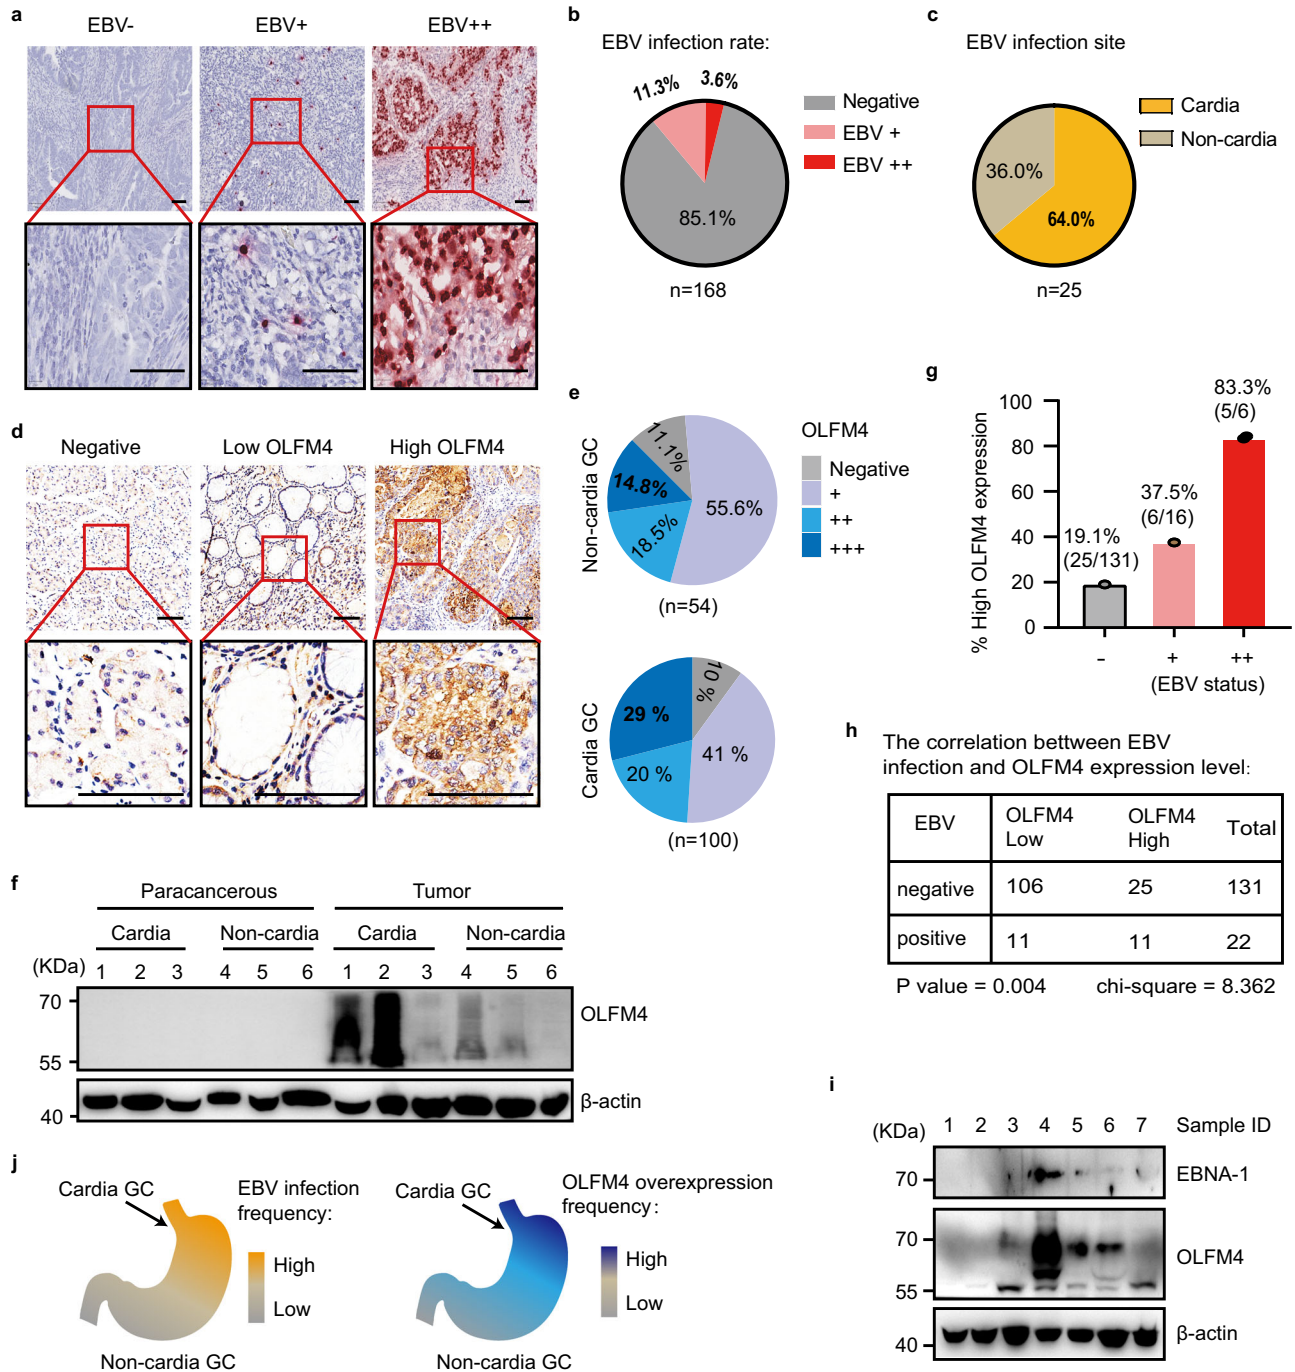 a
EBV-
EBV+
EBV++
b
EBV infection rate:
11.3%
3.6%
85.1%
Negative
EBV +
EBV ++
n=168
c
EBV infection site
36.0%
64.0%
Cardia
Non-cardia
n=25
d
Negative
Low OLFM4
High OLFM4
e
Non-cardia GC
11.1%
14.8%
18.5%
55.6%
(n=54)
OLFM4
Negative
+
++
+++
Cardia GC
10 %
29 %
20 %
41 %
(n=100)
g
% High OLFM4 expression
100
80
60
40
20
0
19.1%
(25/131)
37.5%
(6/16)
83.3%
(5/6)
-
+
++
(EBV status)
h
The correlation bettween EBV
infection and OLFM4 expression level:
EBV
OLFM4
Low
OLFM4
High
Total
negative 106 25 131
positive 11 11 22
P value = 0.004 chi-square = 8.362
f
Paracancerous
Tumor
Cardia
Non-cardia
Cardia
Non-cardia
(KDa)
1 2 3 4 5 6 1 2 3 4 5 6
70
55
OLFM4
40
β-actin
i
(KDa)
1 2 3 4 5 6 7 Sample ID
70
EBNA-1
70
55
OLFM4
40
β-actin
j
Cardia GC
EBV infection
frequency:
High
Low
Non-cardia GC
Cardia GC
OLFM4 overexpression
frequency:
High
Low
Non-cardia GC